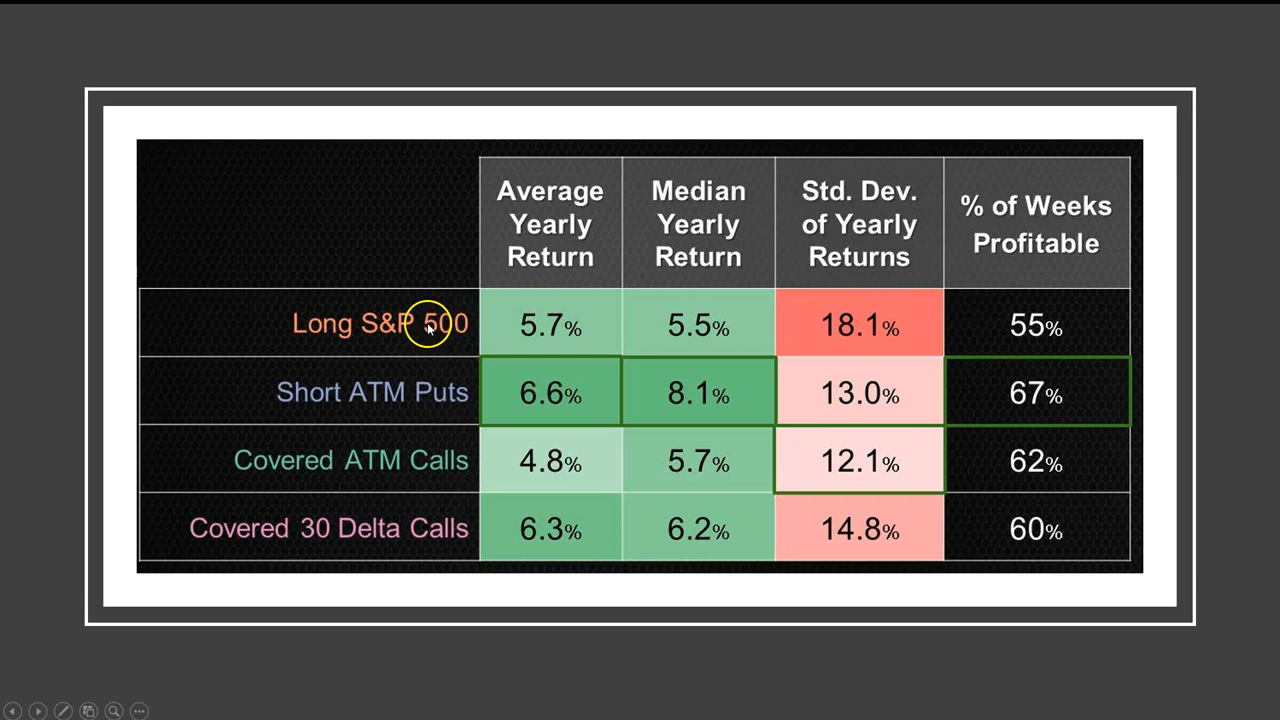 Average Yearly Return
Median Yearly Return
Std. Dev. of Yearly Returns
% of Weeks Profitable
Long S&P 500 5.7% 5.5% 18.1% 55%
Short ATM Puts 6.6% 8.1% 13.0% 67%
Covered ATM Calls 4.8% 5.7% 12.1% 62%
Covered 30 Delta Calls 6.3% 6.2% 14.8% 60%